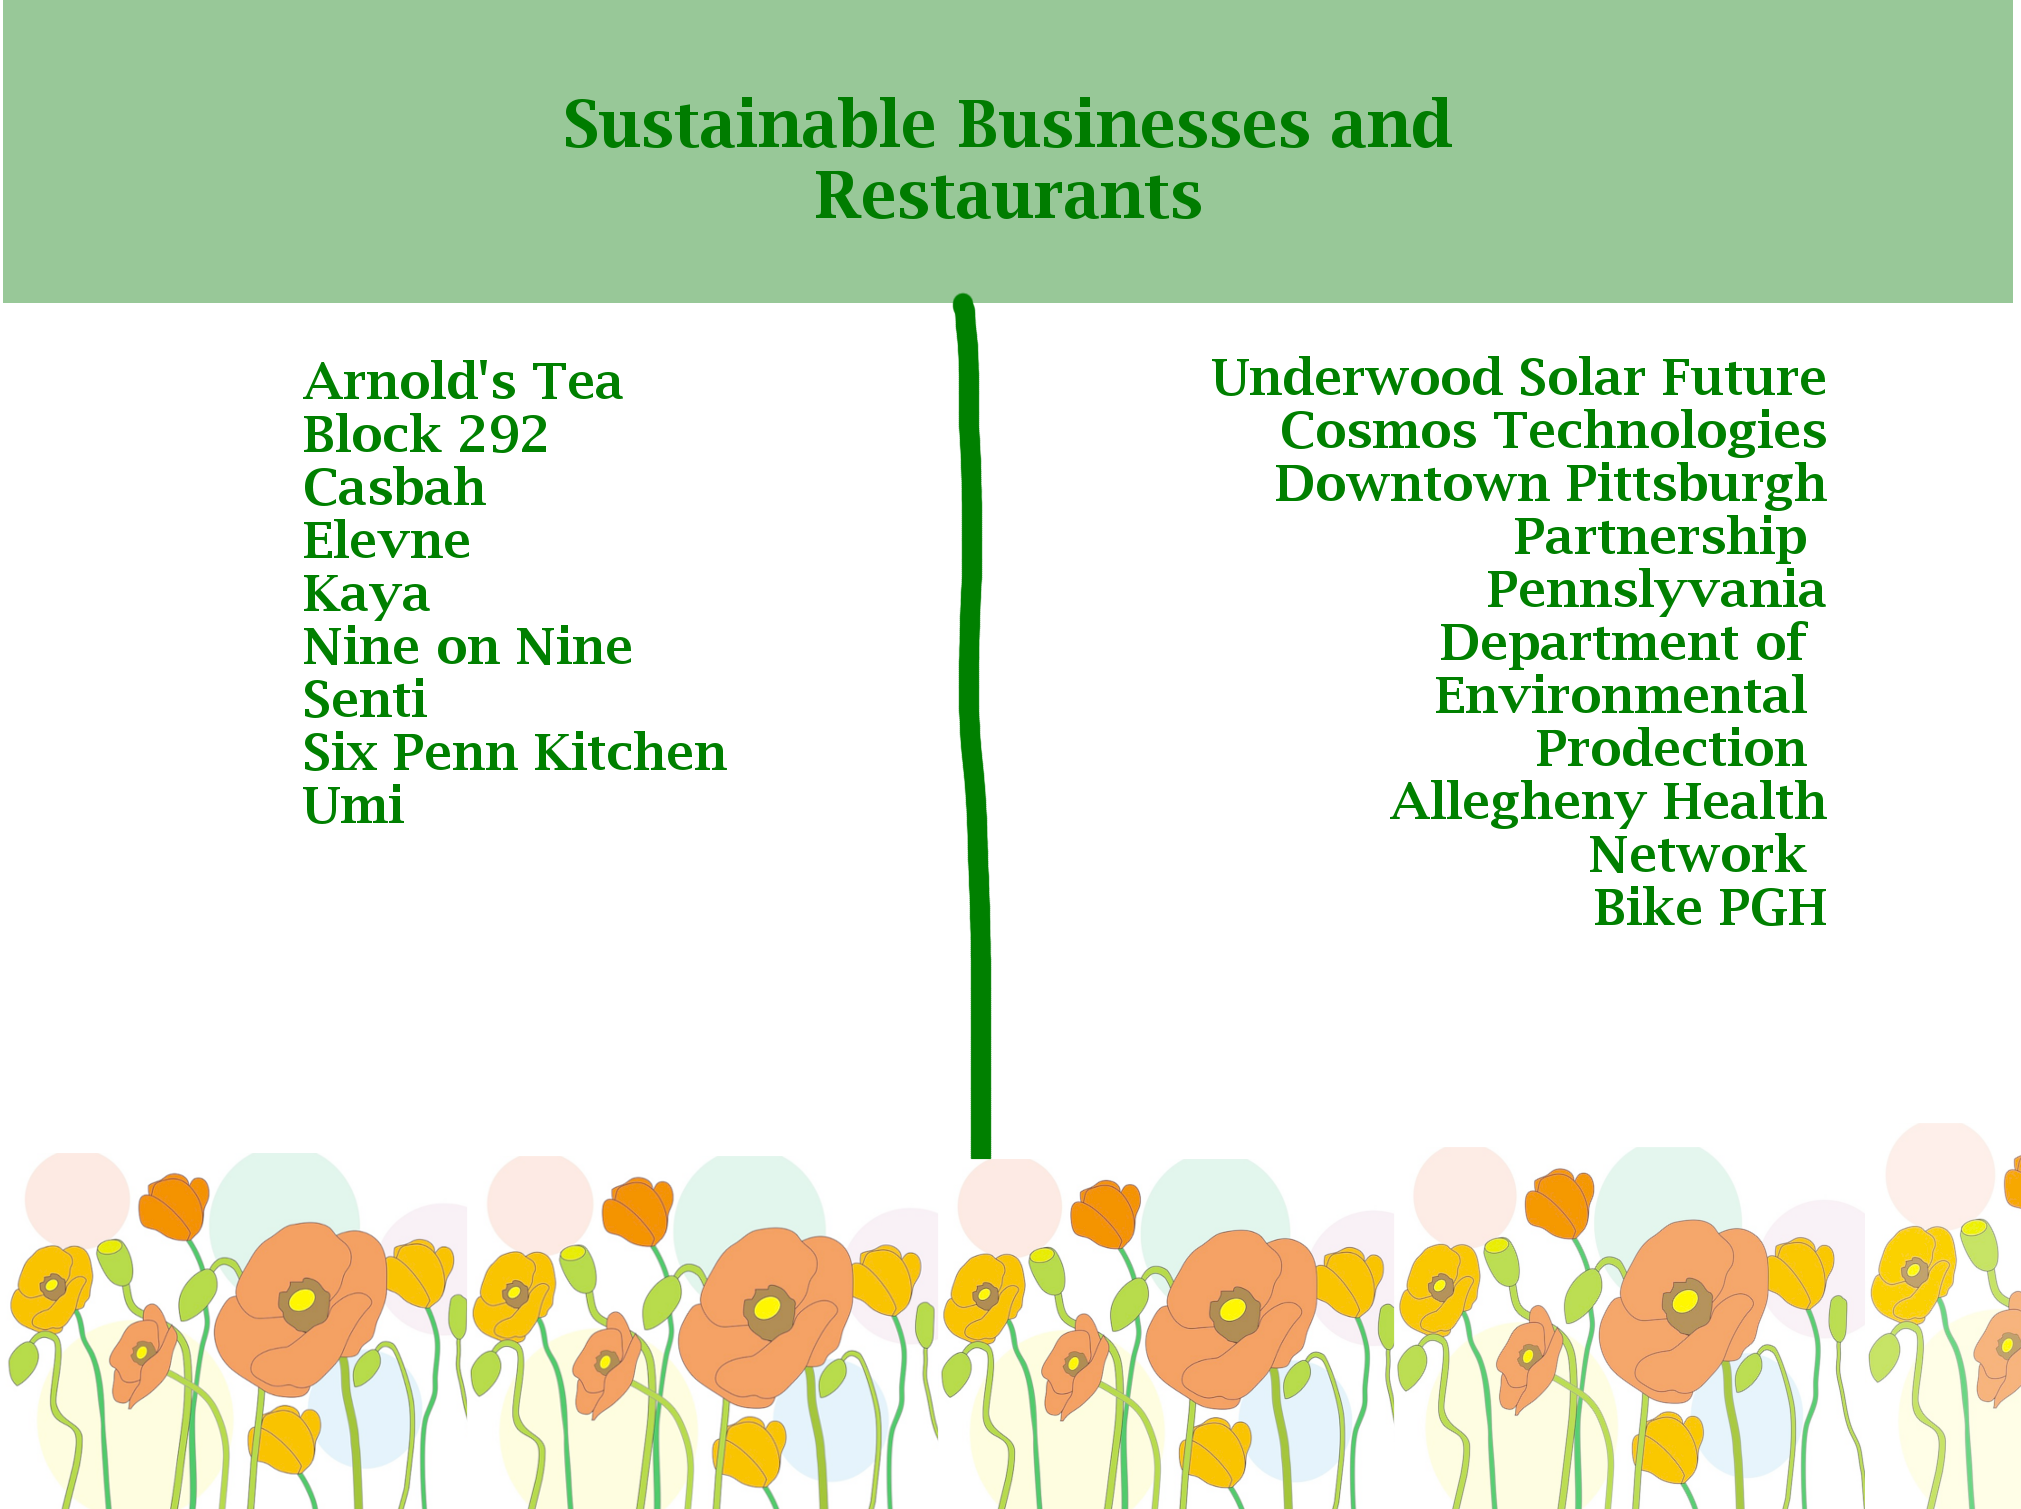 Sustainable Businesses and
Restaurants
Arnold's Tea
Block 292
Casbah
Elevne
Kaya
Nine on Nine
Senti
Six Penn Kitchen
Umi
Underwood Solar Future
Cosmos Technologies
Downtown Pittsburgh
Partnership
Pennslyvania
Department of
Environmental
Prodection
Allegheny Health
Network
Bike PGH